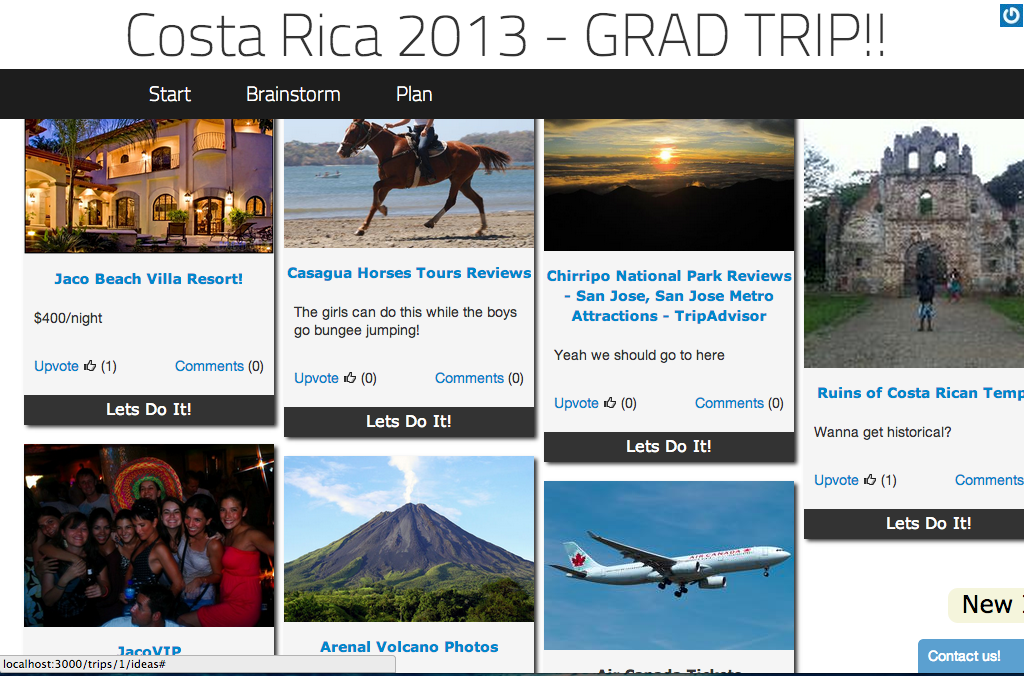 Costa Rica 2013 - GRAD TRIP!!
Start
Brainstorm
Plan
Jaco Beach Villa Resort!
$400/night
Upvote (1)
Comments (0)
Lets Do It!
Casagua Horses Tours Reviews
The girls can do this while the boys
go bungee jumping!
Upvote (0)
Comments (0)
Lets Do It!
Chirripo National Park Reviews
- San Jose, San Jose Metro
Attractions - TripAdvisor
Yeah we should go to here
Upvote (0)
Comments (0)
Lets Do It!
Ruins of Costa Rican Temp
Wanna get historical?
Upvote (1)
Comments
Lets Do It!
JacoVIP
Arenal Volcano Photos
AIR CANADA
Air Canada Tickets
New
Contact us!
localhost:3000/trips/1/ideas#